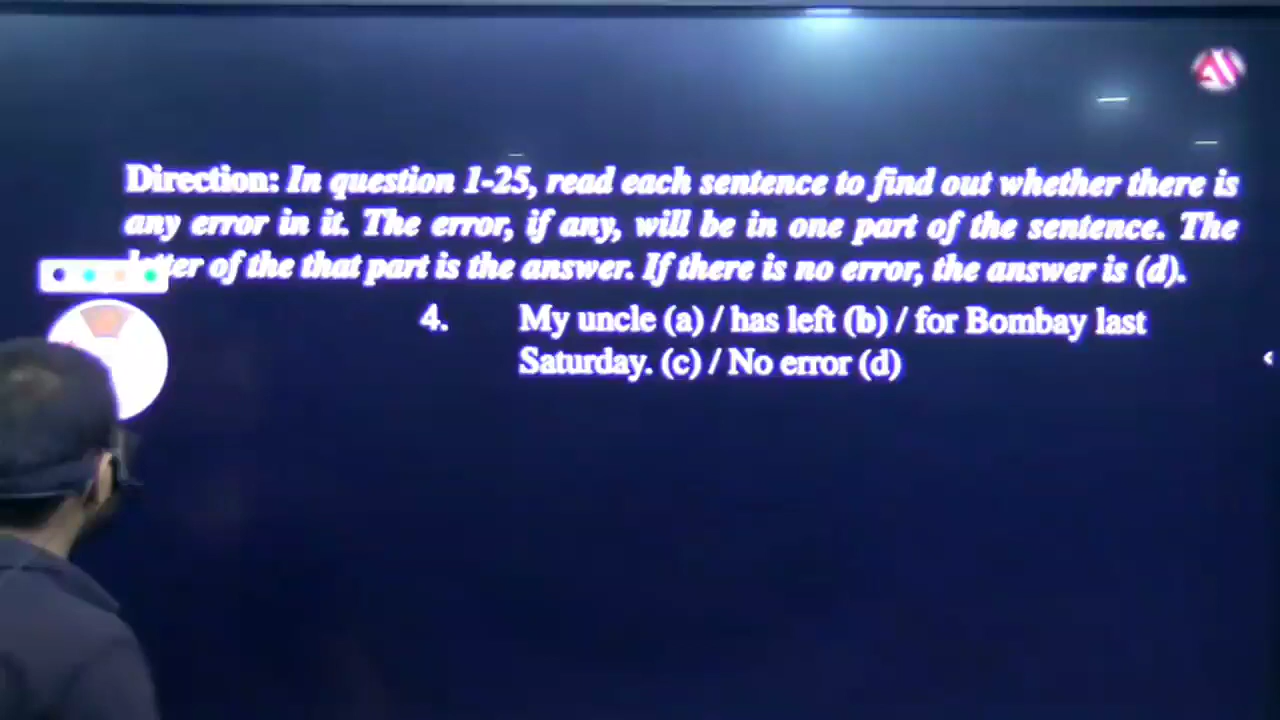 Direction: In question 1-25, read each sentence to find out whether there is
any error in it. The error, if any, will be in one part of the sentence. The
of the that part is the answer. If there is no error, the answer is (d).
4. My uncle (a) / has left (b) / for Bombay last
Saturday. (c) / No error (d)